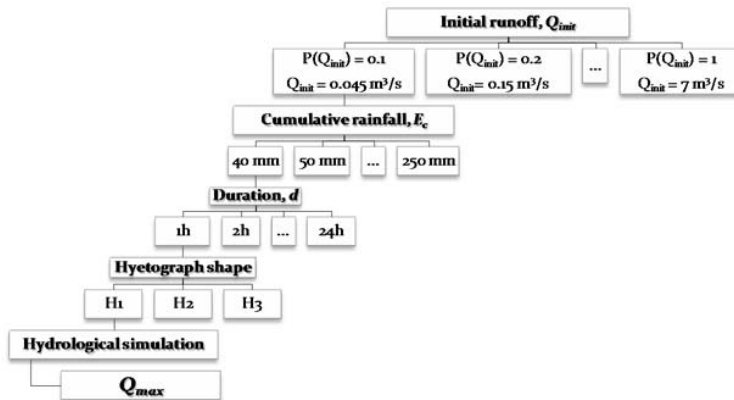 Initial runoff, Qinit
P(Qinit) = 0.1
Qinit = 0.045 m³/s
P(Qinit) = 0.2
Qinit= 0.15 m³/s
...
P(Qinit) = 1
Qinit = 7 m³/s
Cumulative rainfall, Ec
40 mm
50 mm
...
250 mm
Duration, d
1h
2h
...
24h
Hyetograph shape
H1
H2
H3
Hydrological simulation
Qmax